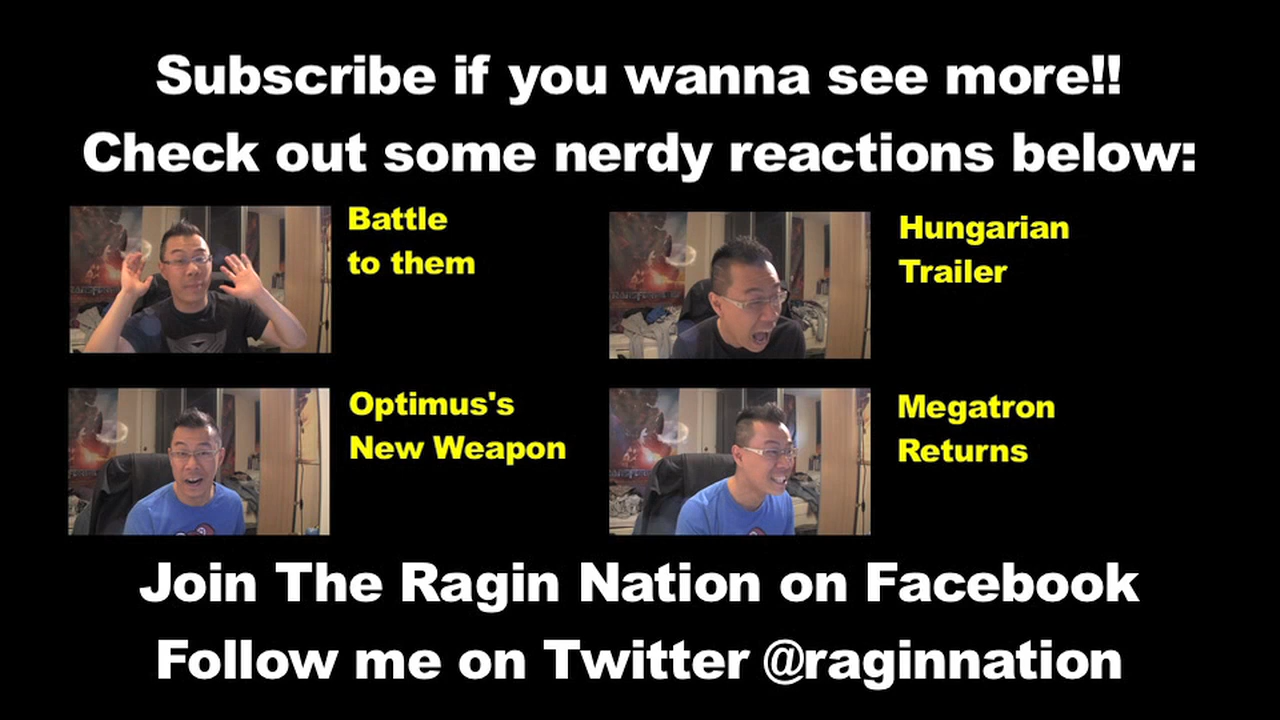 Subscribe if you wanna see more!!
Check out some nerdy reactions below:
Battle
to them
Hungarian
Trailer
Optimus's
New Weapon
Megatron
Returns
Join The Ragin Nation on Facebook
Follow me on Twitter @raginnation